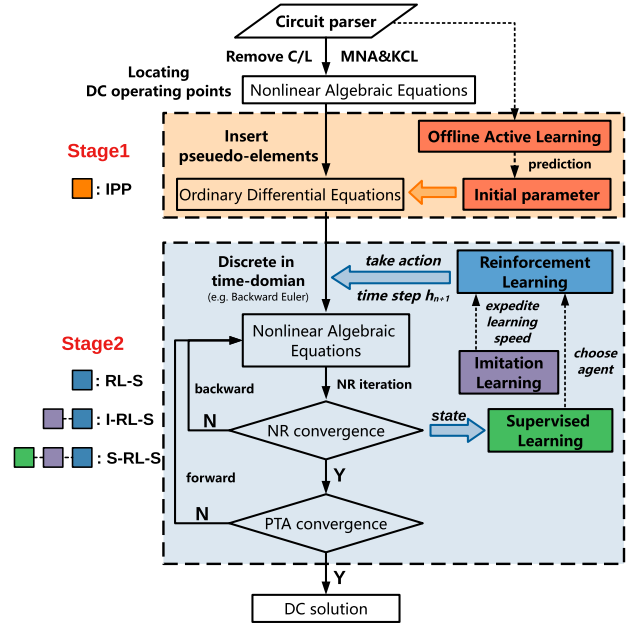 Circuit parser
Remove C/L
MNA&KCL
Locating
DC operating points
Nonlinear Algebraic Equations
Stage1
: IPP
Insert
pseuedo-elements
Offline Active Learning
prediction
Ordinary Differential Equations
Initial parameter
Discrete in
time-domian
(e.g. Backward Euler)
take action
time step hn+1
Reinforcement
Learning
expedite
learning
speed
choose
agent
Stage2
: RL-S
: I-RL-S
: S-RL-S
Nonlinear Algebraic
Equations
Imitation
Learning
backward
NR iteration
N
NR convergence
state
Supervised
Learning
Y
forward
N
PTA convergence
Y
DC solution